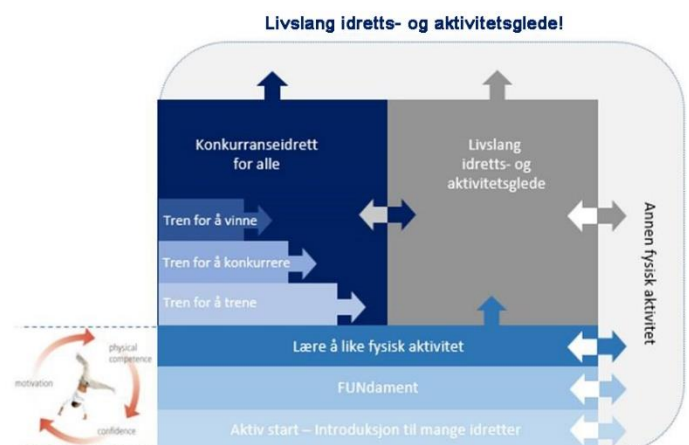 Livslang idretts- og aktivitetsglede!
Konkurranseidrett
for alle
Livslang
idretts- og
aktivitetsglede
Annen fysisk aktivitet
Tren for å vinne
Tren for å konkurrere
Tren for å trene
Lære å like fysisk aktivitet
FUNdament
Aktiv start – Introduksjon til mange idretter
physical
competence
motivation
confidence